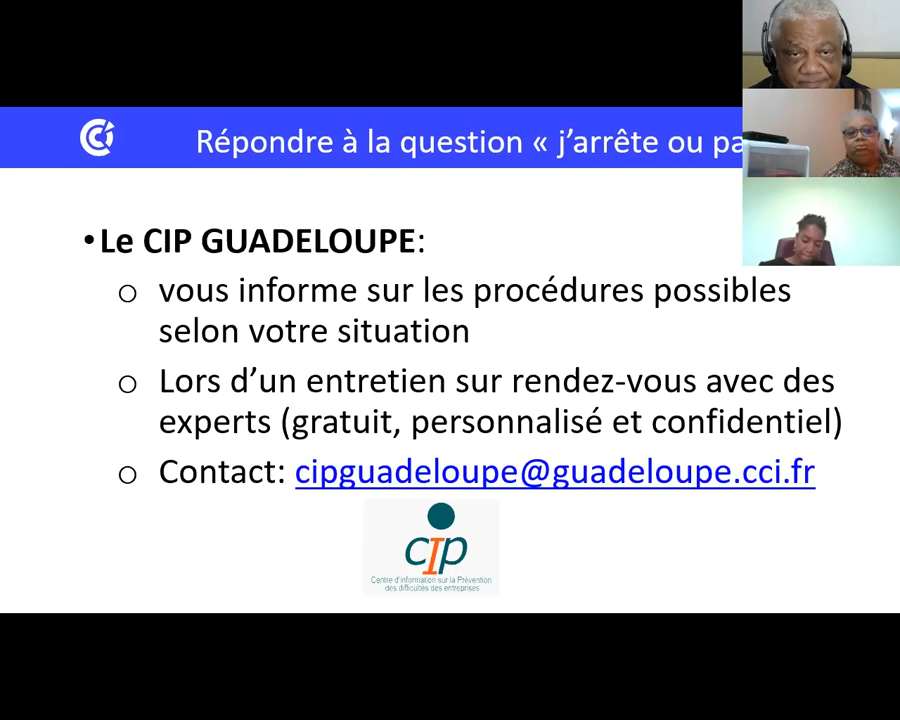 Répondre à la question « j’arrête ou pa
•Le CIP GUADELOUPE:
o vous informe sur les procédures possibles
selon votre situation
o Lors d’un entretien sur rendez-vous avec des
experts (gratuit, personnalisé et confidentiel)
o Contact: cipguadeloupe@guadeloupe.cci.fr
cIp
Centre d'Information sur la Prévention
des difficultés des entreprises